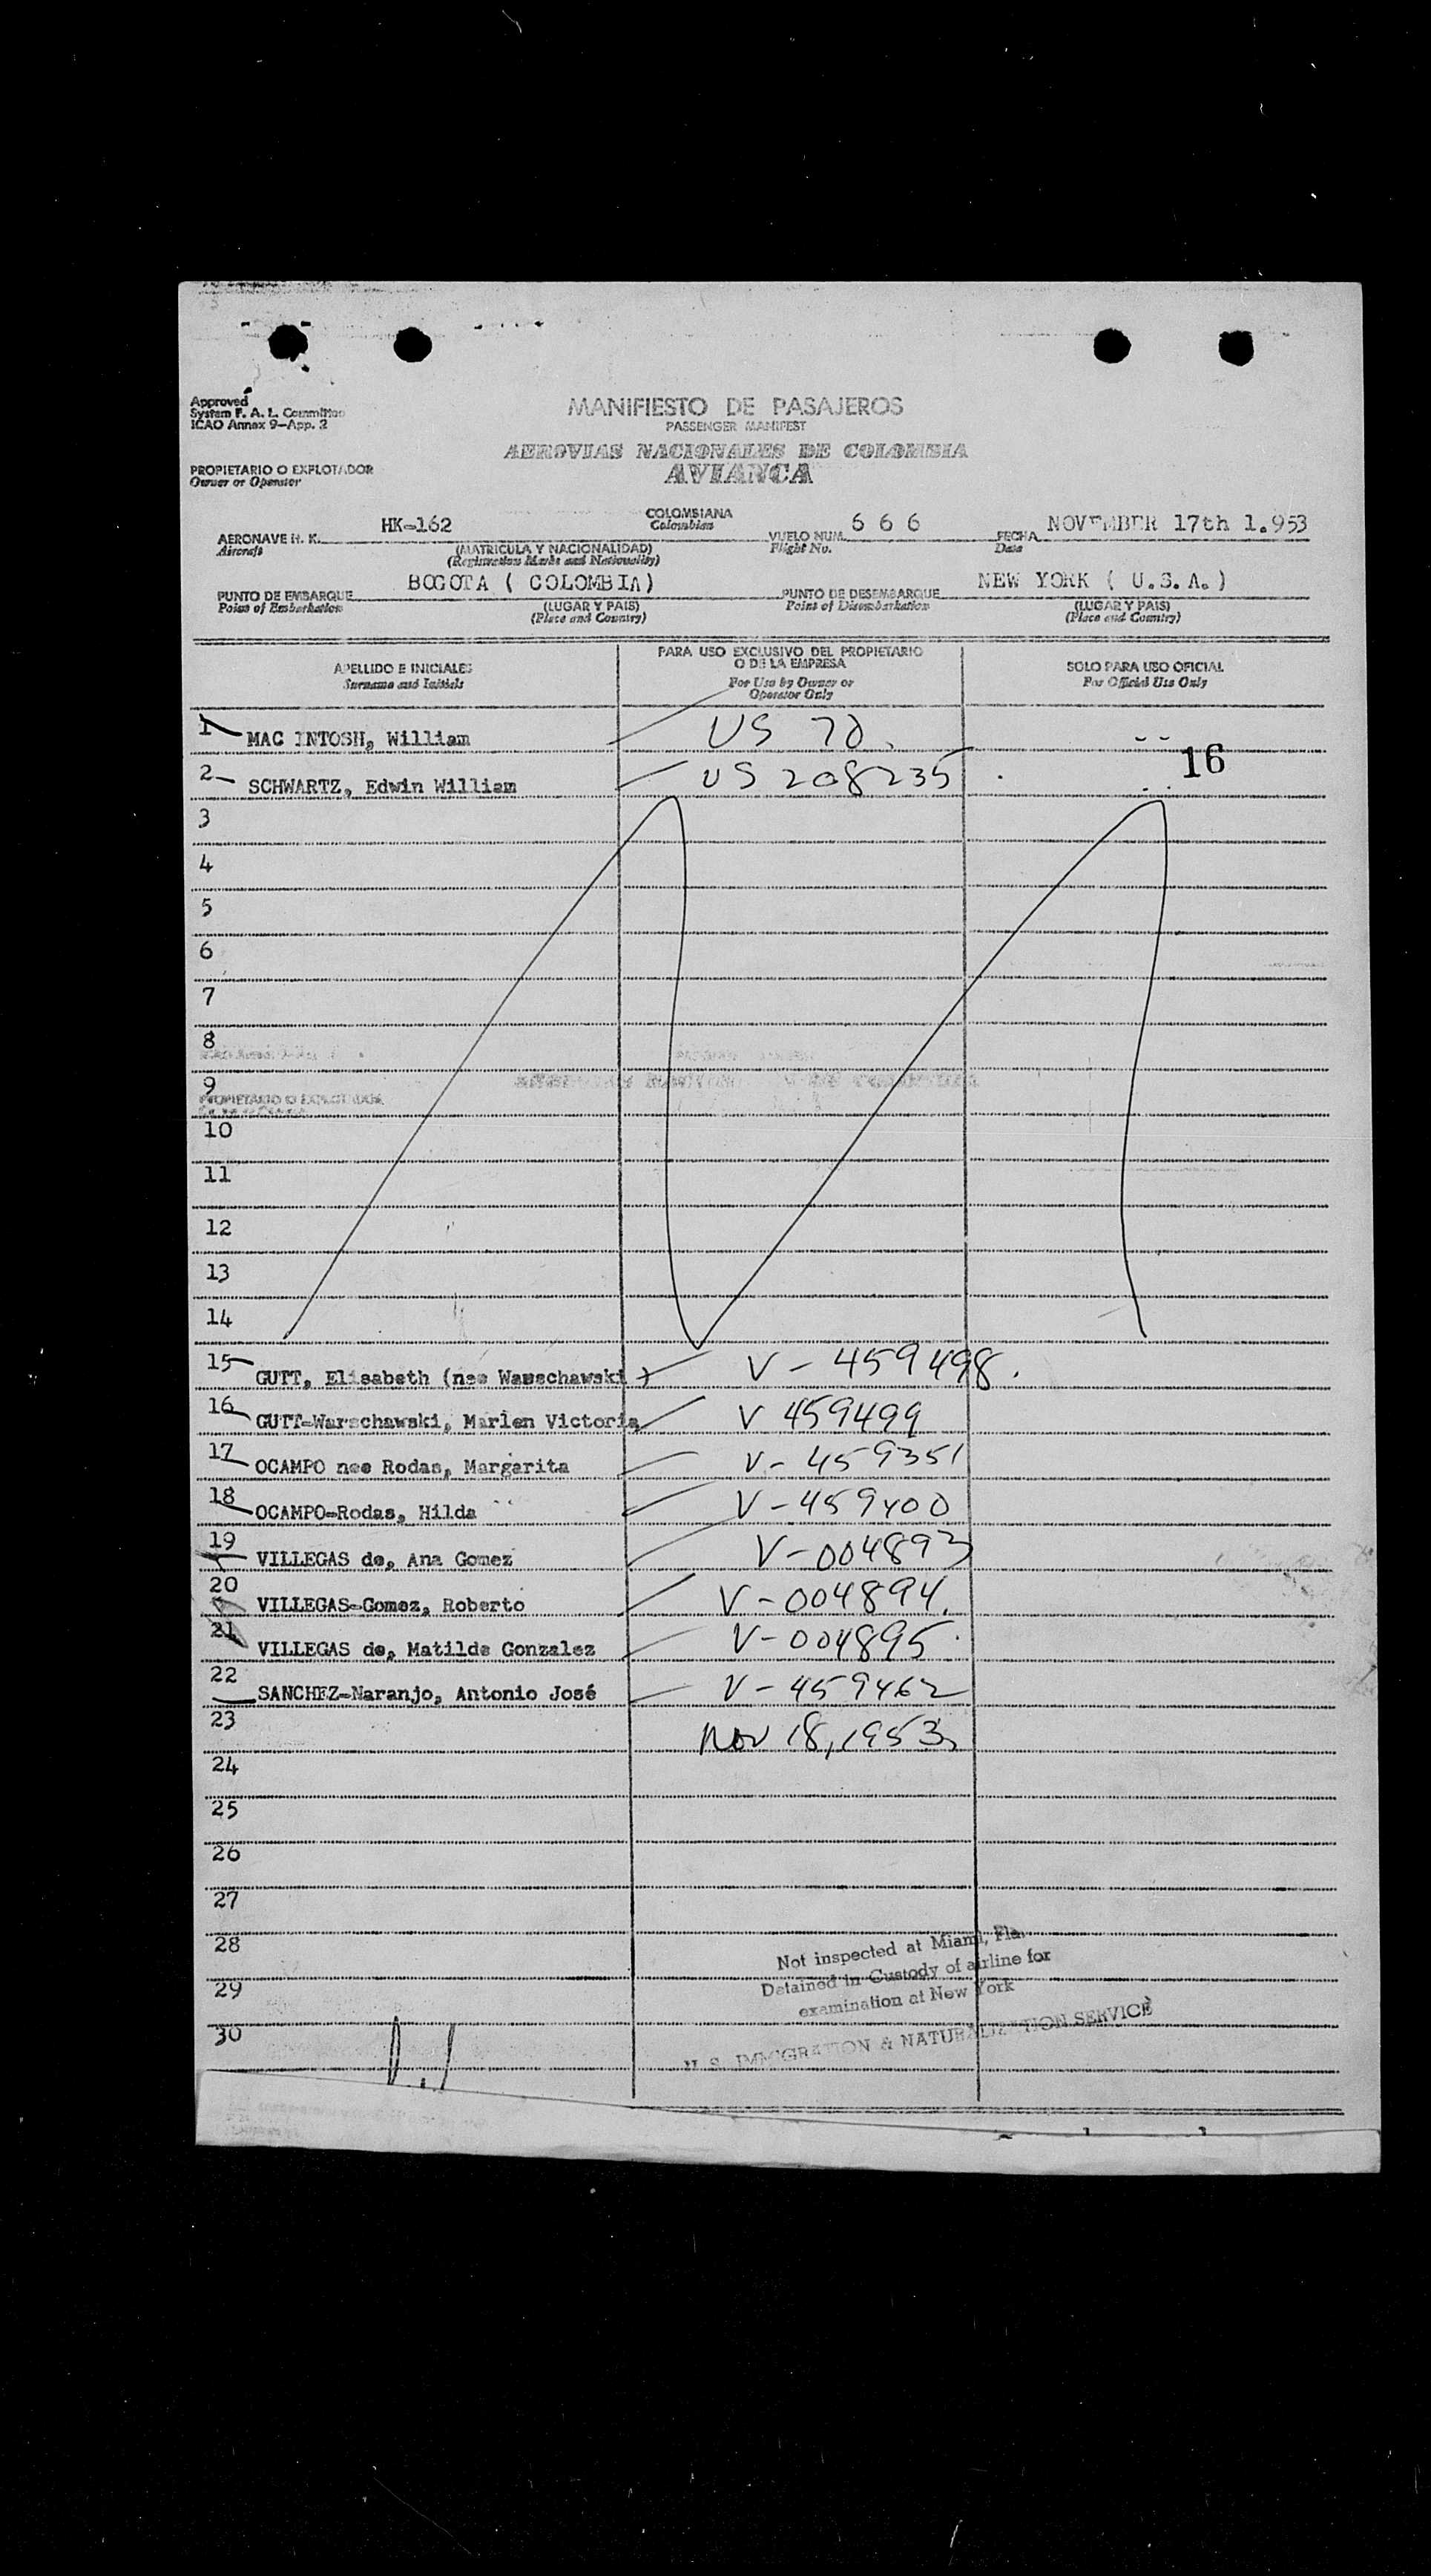 Approved
System F. A. L. Committee
ICAO Annex 9-App. 2
MANIFIESTO DE PASAJEROS
PASSENGER MANIFEST
AEROVIAS NACIONALES DE COLOMBIA
AVIANCA
PROPIETARIO O EXPLOTADOR
Owner or Operator
AERONAVE H. K. HK-162 COLOMBIANA VUELO NUM. 6 6 6 FECHA NOVEMBER 17th 1.953
Aircraft Colombian Flight No. Date
(MATRICULA Y NACIONALIDAD)
(Registration Marks and Nationality)
PUNTO DE EMBARQUE BOGOTA ( COLOMBIA) PUNTO DE DESEMBARQUE NEW YORK ( U.S.A.)
Point of Embarkation (LUGAR Y PAIS) Point of Disembarkation (LUGAR Y PAIS)
(Place and Country) (Place and Country)
APELLIDO E INICIALES PARA USO EXCLUSIVO DEL PROPIETARIO O DE LA EMPRESA SOLO PARA USO OFICIAL
Surname and Initials For Use by Owner or Operator Only For Official Use Only
1 MAC INTOSH, William US 70.
16
2 SCHWARTZ, Edwin William US 208235
3
4
5
6
7
8
9
PROPIETARIO O EXPLOTADOR
10
11
12
13
14
15 GUTT, Elisabeth (nee Warschawski) V - 459498.
16 GUTT-Warschawski, Marlen Victoria V 459499
17 OCAMPO nee Rodas, Margarita V - 459351
18 OCAMPO-Rodas, Hilda V - 459400
19 VILLEGAS de, Ana Gomez V - 004893
20 VILLEGAS-Gomez, Roberto V - 004894.
21 VILLEGAS de, Matilde Gonzalez V - 004895
22 SANCHEZ-Naranjo, Antonio José V - 459462
23 Nov 18, 1953
24
25
26
27
28
29
30
Not inspected at Miami, Fla.
Detained in Custody of airline for
examination at New York
U. S. IMMIGRATION & NATURALIZATION SERVICE